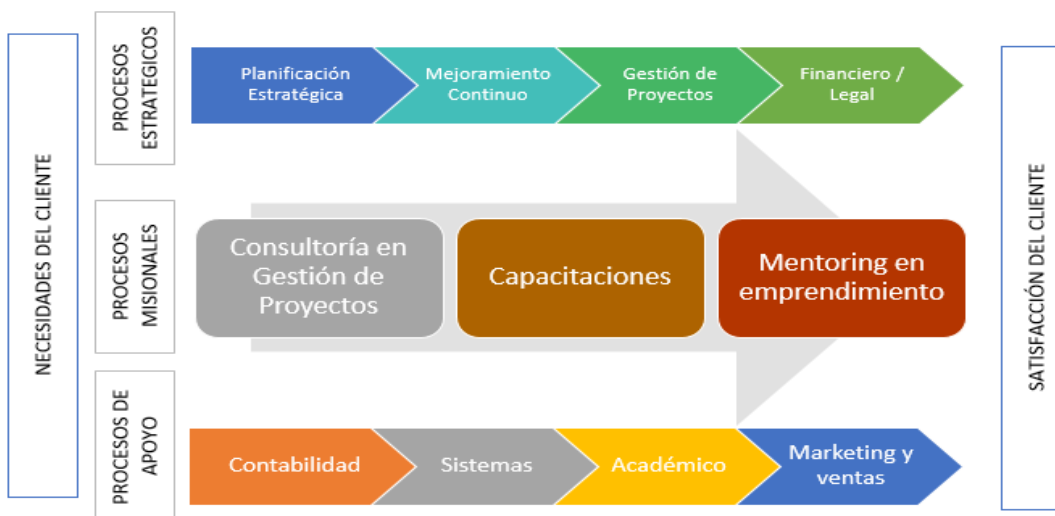 NECESIDADES DEL CLIENTE
PROCESOS
ESTRATEGICOS
Planificación
Estratégica
Mejoramiento
Continuo
Gestión de
Proyectos
Financiero /
Legal
PROCESOS
MISIONALES
Consultoría en
Gestión de
Proyectos
Capacitaciones
Mentoring en
emprendimiento
PROCESOS DE
APOYO
Contabilidad
Sistemas
Académico
Marketing y
ventas
SATISFACCIÓN DEL CLIENTE